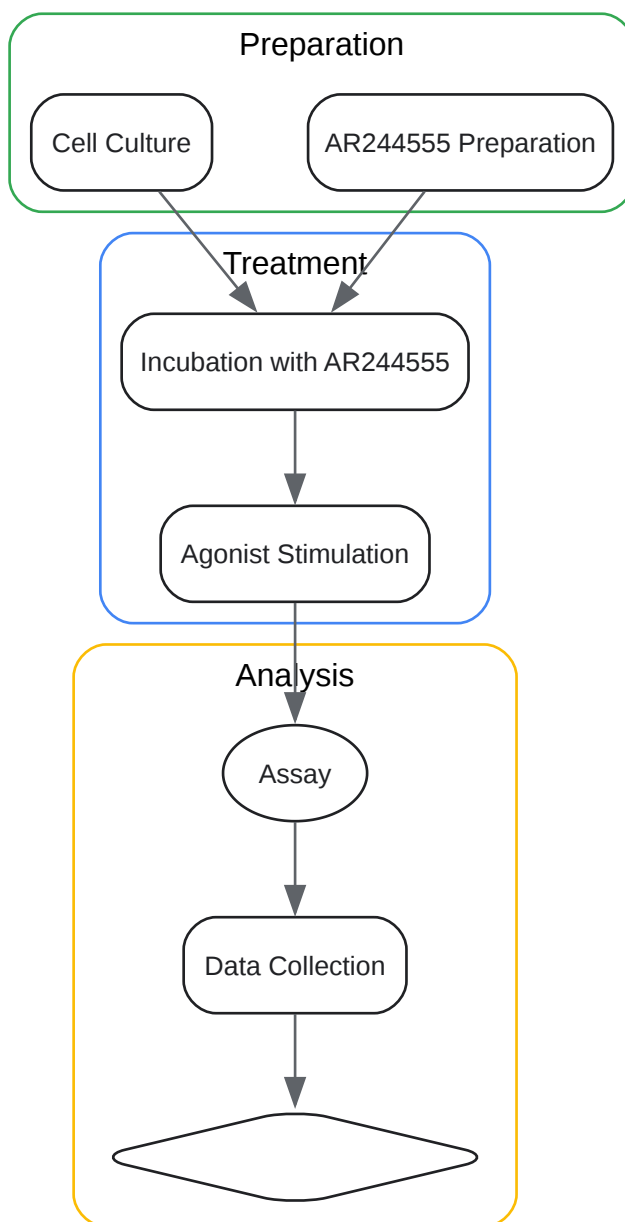 Preparation
Cell Culture
AR244555 Preparation
Treatment
Incubation with AR244555
Agonist Stimulation
Analysis
Assay
Data Collection